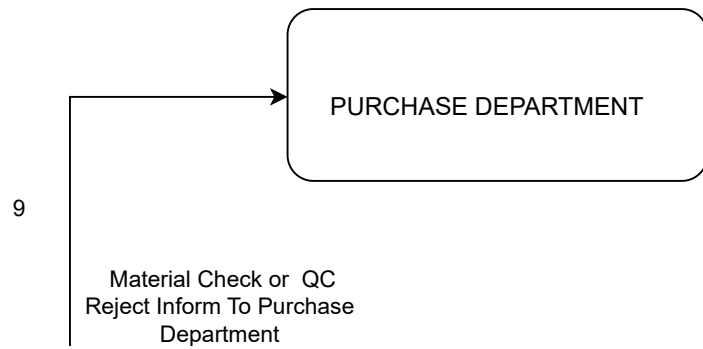 PURCHASE DEPARTMENT
9
Material Check or  QC
Reject Inform To Purchase
Department